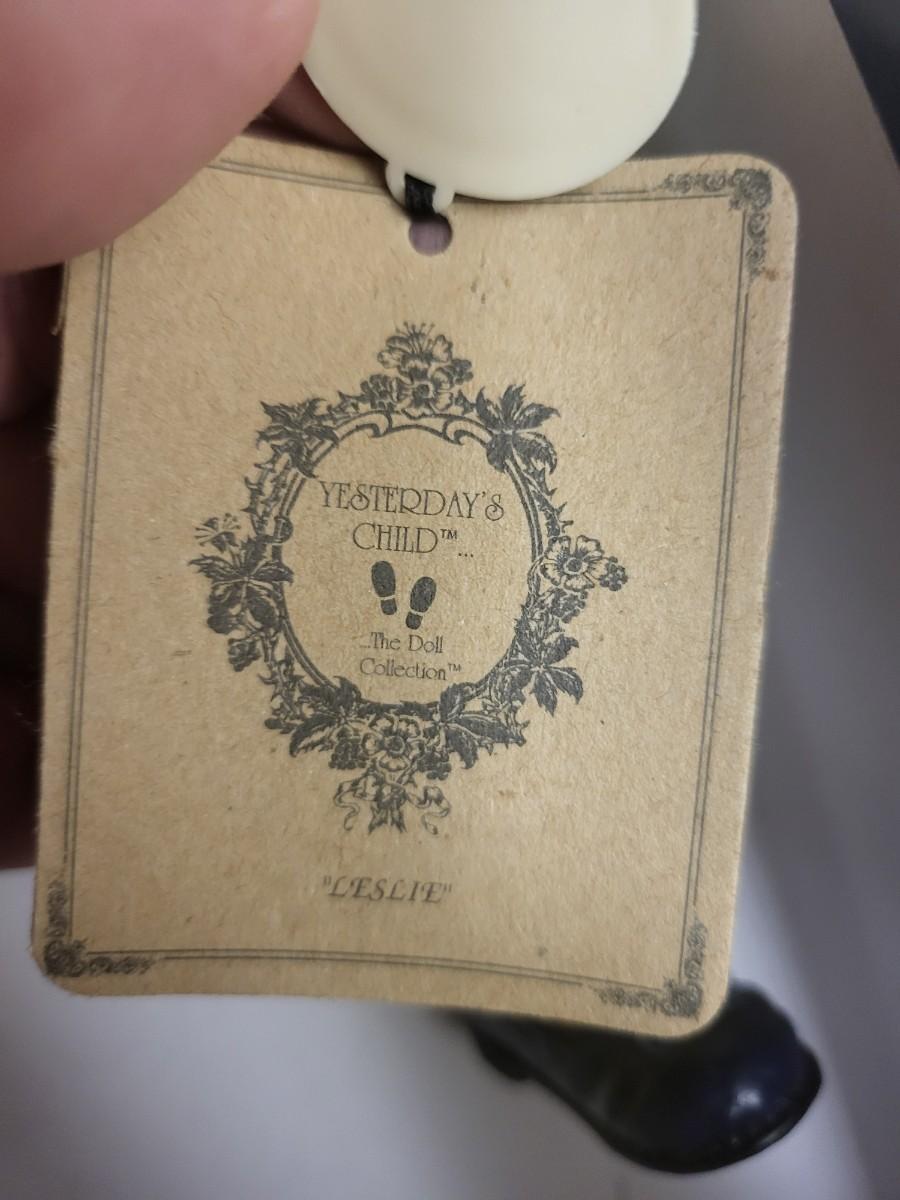 YESTERDAY'S
CHILD™...
...The Doll
Collection™
"LESLIE"